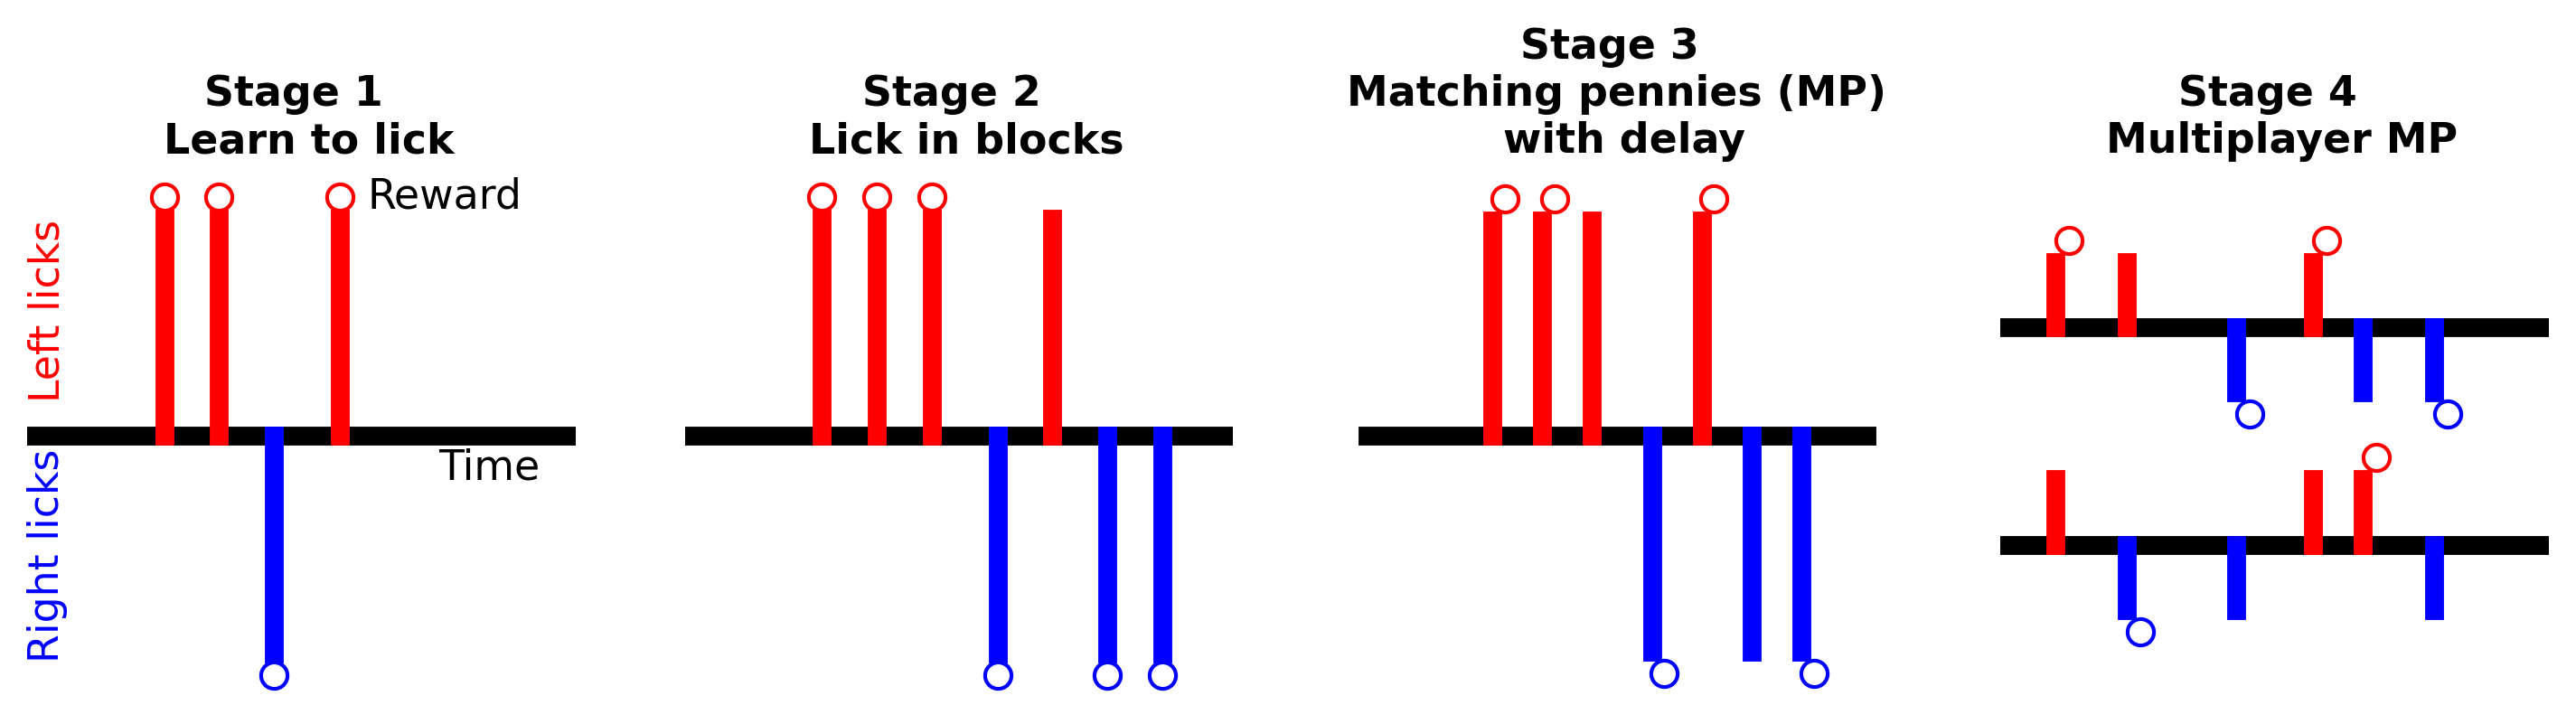 Stage 1
Learn to lick
Reward
Left licks
Right licks
Time
Stage 2
Lick in blocks
Stage 3
Matching pennies (MP)
with delay
Stage 4
Multiplayer MP